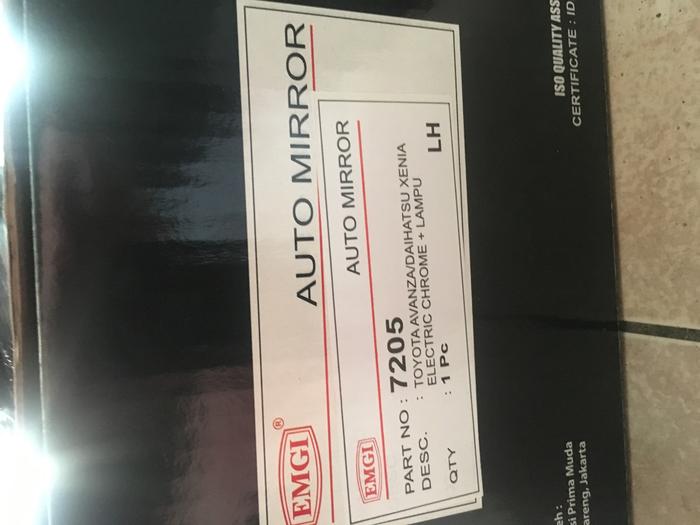 EMGI®
AUTO MIRROR
EMGI
AUTO MIRROR
PART NO : 7205
DESC. : TOYOTA AVANZA/DAIHATSU XENIA
ELECTRIC CHROME + LAMPU
QTY : 1 Pc
LH
Prima Muda
Jakarta
ISO QUALITY
CERTIFICATE : ID